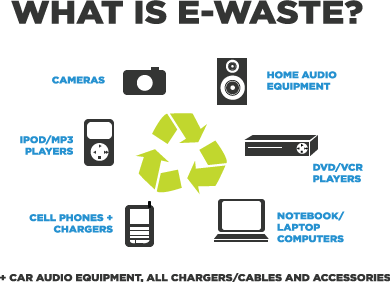 WHAT IS E-WASTE?
CAMERAS
HOME AUDIO
EQUIPMENT
IPOD/MP3
PLAYERS
DVD/VCR
PLAYERS
CELL PHONES +
CHARGERS
NOTEBOOK/
LAPTOP
COMPUTERS
+ CAR AUDIO EQUIPMENT, ALL CHARGERS/CABLES AND ACCESSORIES